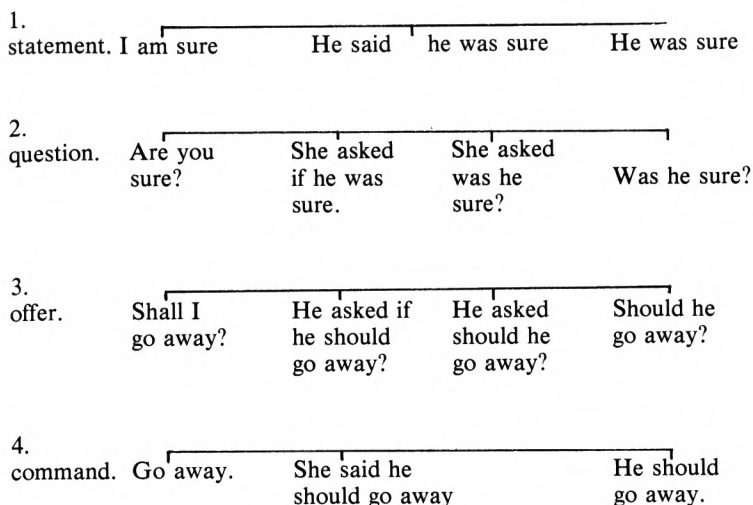 1.
statement. I am sure He said he was sure He was sure
2.
question. Are you She asked She asked
sure? if he was was he Was he sure?
sure. sure?
3.
offer. Shall I He asked if He asked Should he
go away? he should should he go away?
go away? go away?
4.
command. Go away. She said he He should
should go away go away.